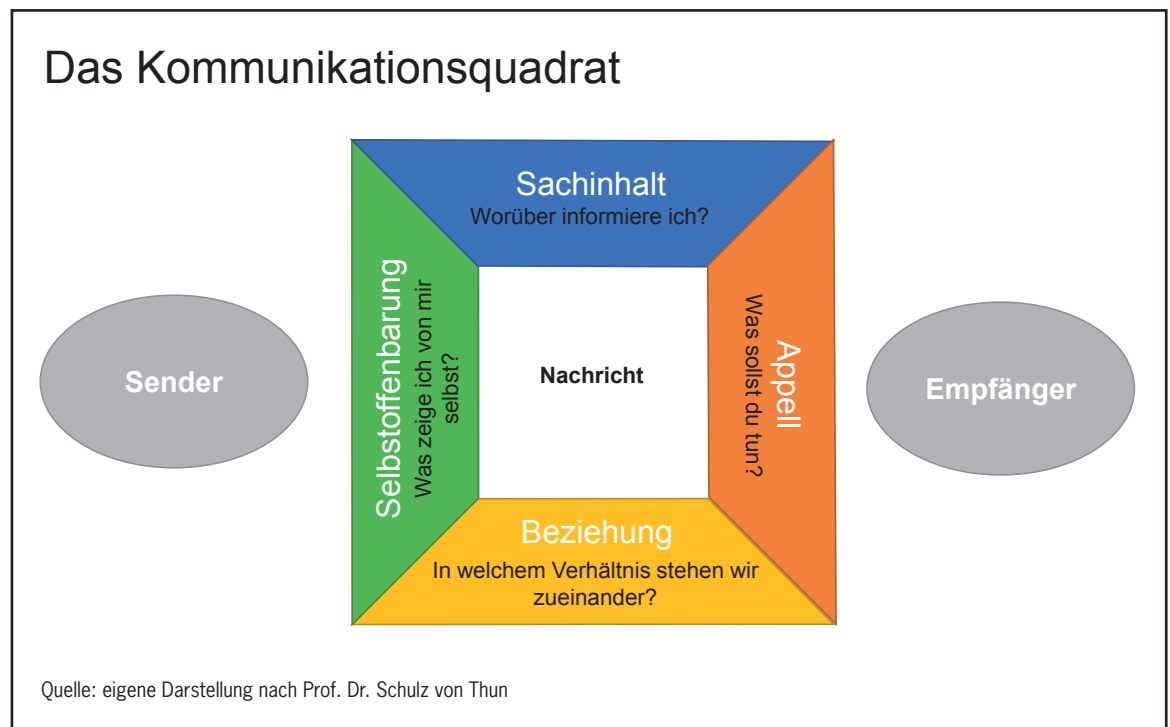 Das Kommunikationsquadrat
Sachinhalt
Worüber informiere ich?
Sender
Selbstoffenbarung
Was zeige ich von mir
selbst?
Nachricht
Appell
Was sollst du tun?
Empfänger
Beziehung
In welchem Verhältnis stehen wir
zueinander?
Quelle: eigene Darstellung nach Prof. Dr. Schulz von Thun